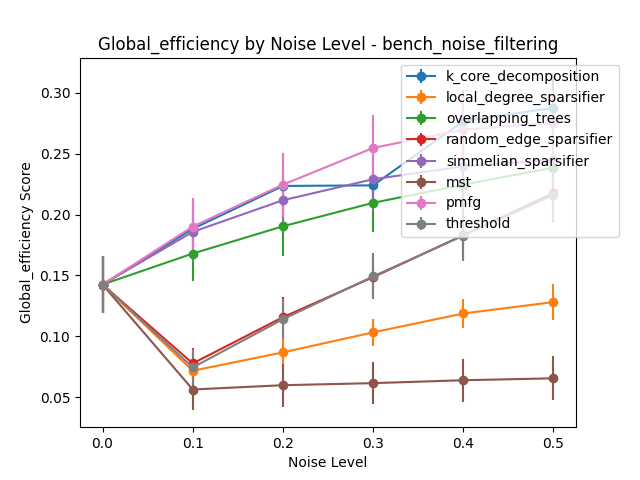 Global_efficiency by Noise Level - bench_noise_filtering
k_core_decomposition
local_degree_sparsifier
overlapping_trees
random_edge_sparsifier
simmelian_sparsifier
mst
pmfg
threshold
Global_efficiency Score
0.30
0.25
0.20
0.15
0.10
0.05
0.0 0.1 0.2 0.3 0.4 0.5
Noise Level